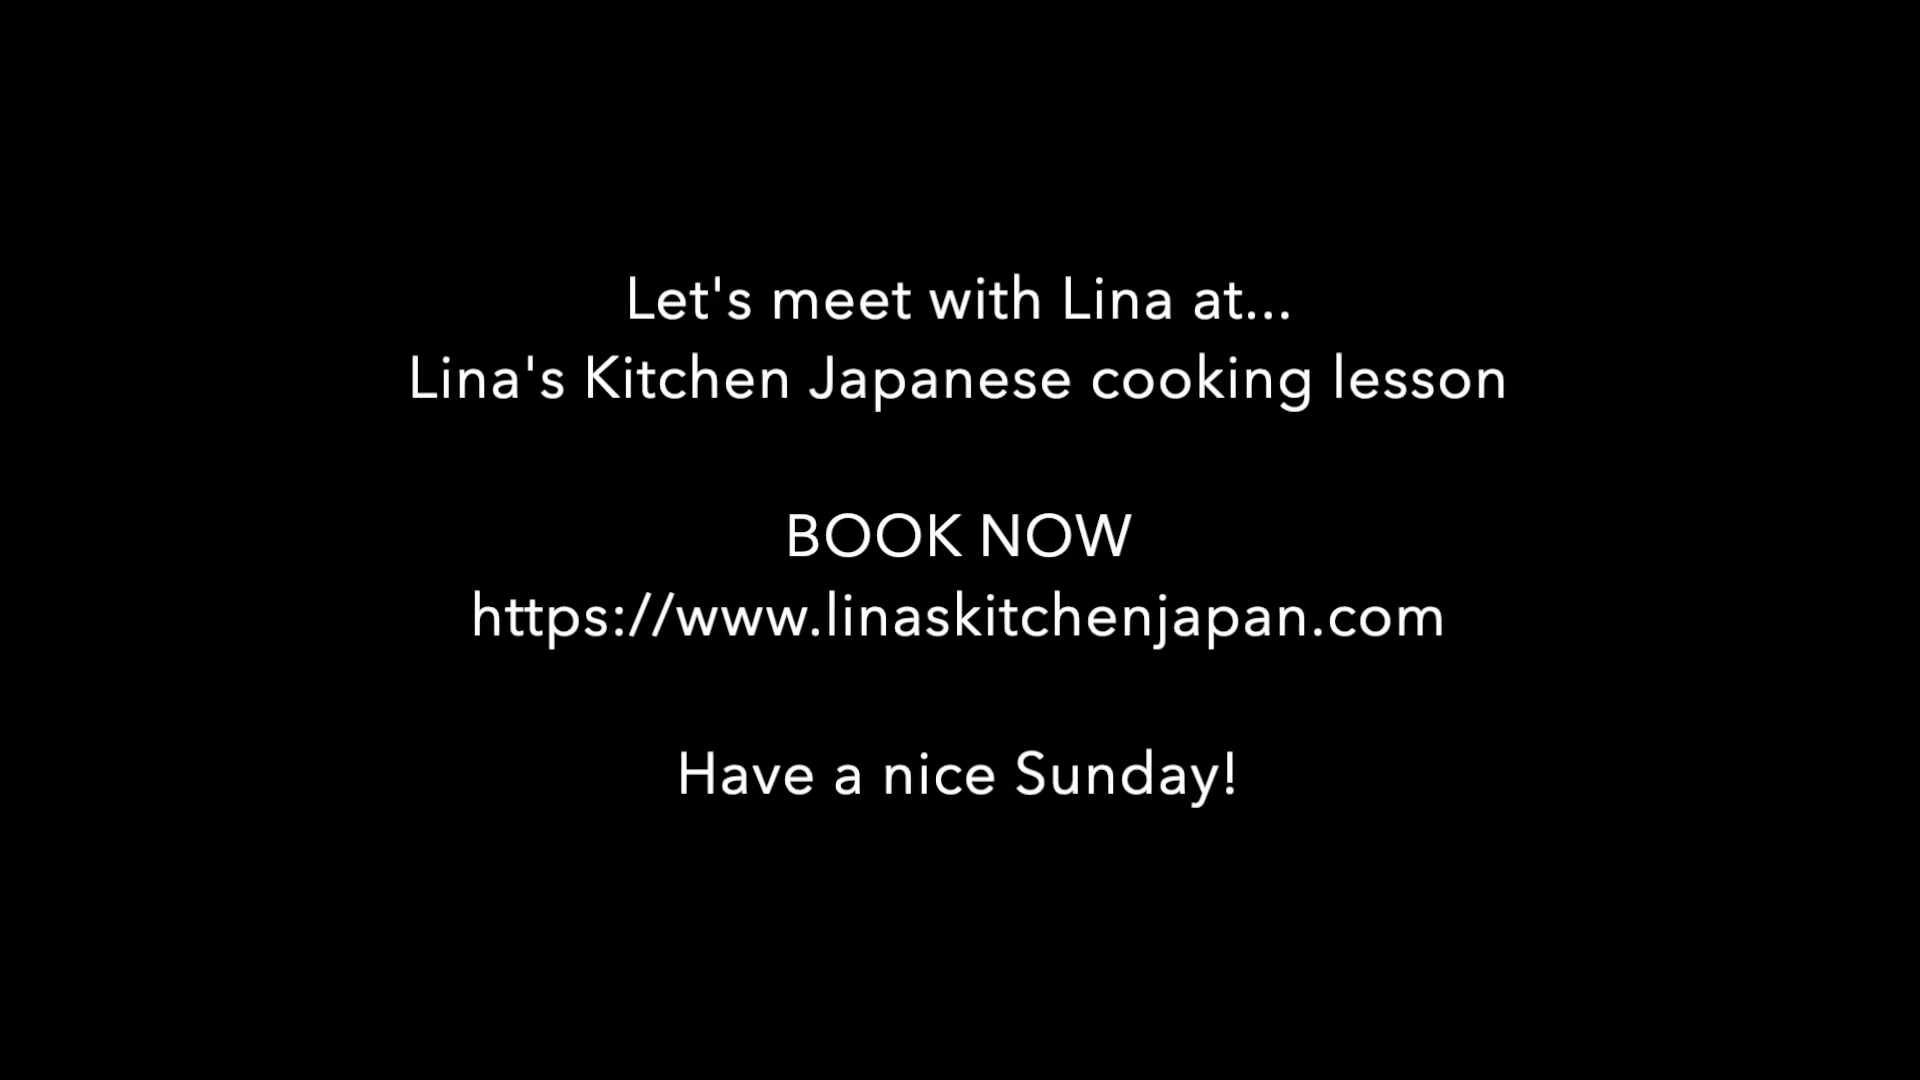 Let's meet with Lina at...
Lina's Kitchen Japanese cooking lesson
BOOK NOW
https://www.linaskitchenjapan.com
Have a nice Sunday!